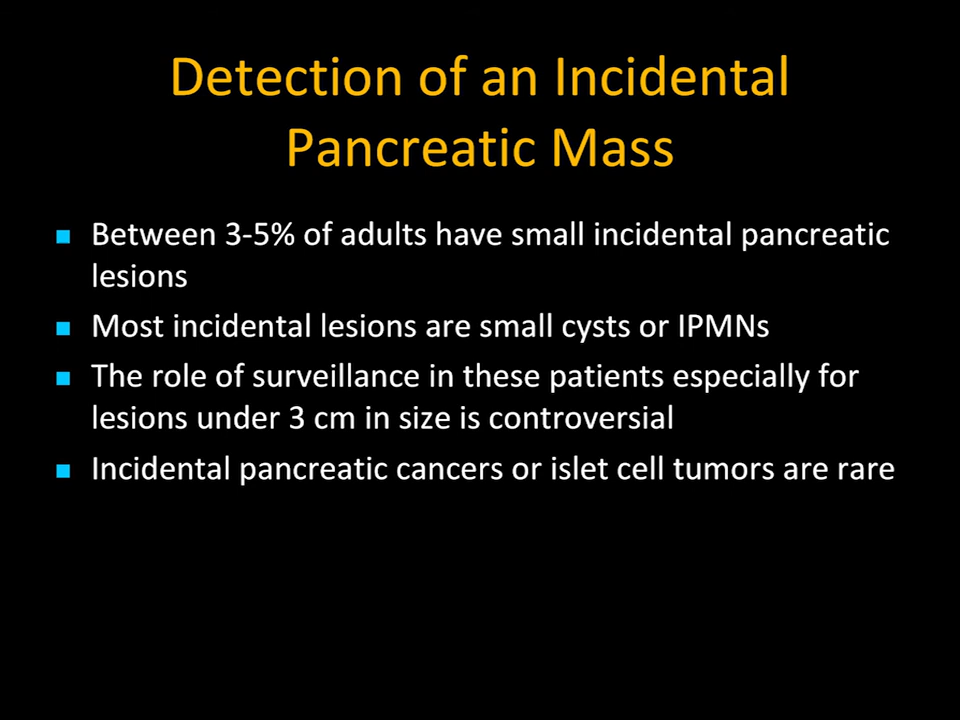 Detection of an Incidental
Pancreatic Mass
Between 3-5% of adults have small incidental pancreatic
lesions
Most incidental lesions are small cysts or IPMNs
The role of surveillance in these patients especially for
lesions under 3 cm in size is controversial
Incidental pancreatic cancers or islet cell tumors are rare